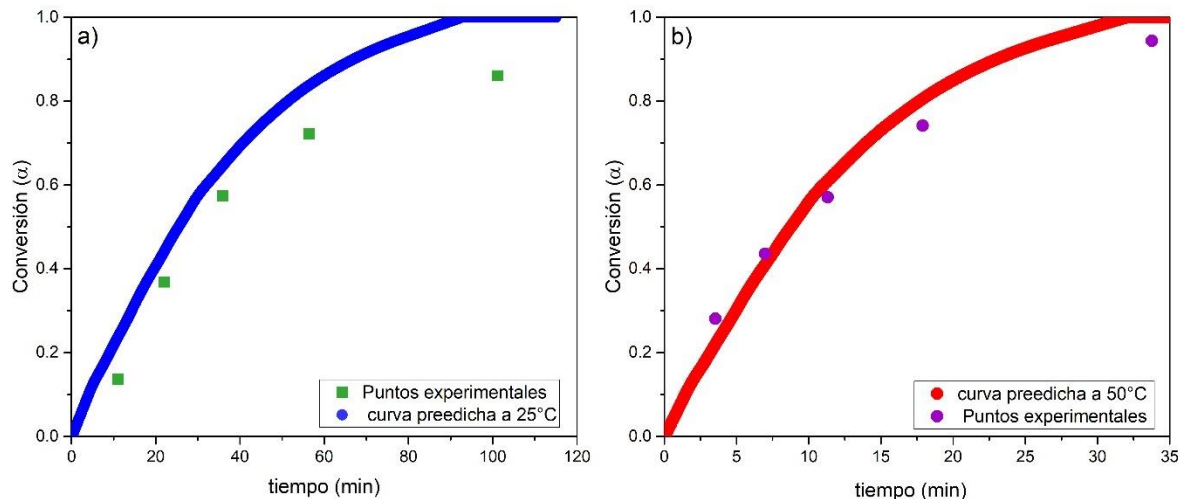 a)
Conversión (α)
1.0
0.8
0.6
0.4
0.2
0.0
0
20
40
60
80
100
120
tiempo (min)
Puntos experimentales
curva preedicha a 25°C
b)
Conversión (α)
1.0
0.8
0.6
0.4
0.2
0.0
0
5
10
15
20
25
30
35
tiempo (min)
curva preedicha a 50°C
Puntos experimentales